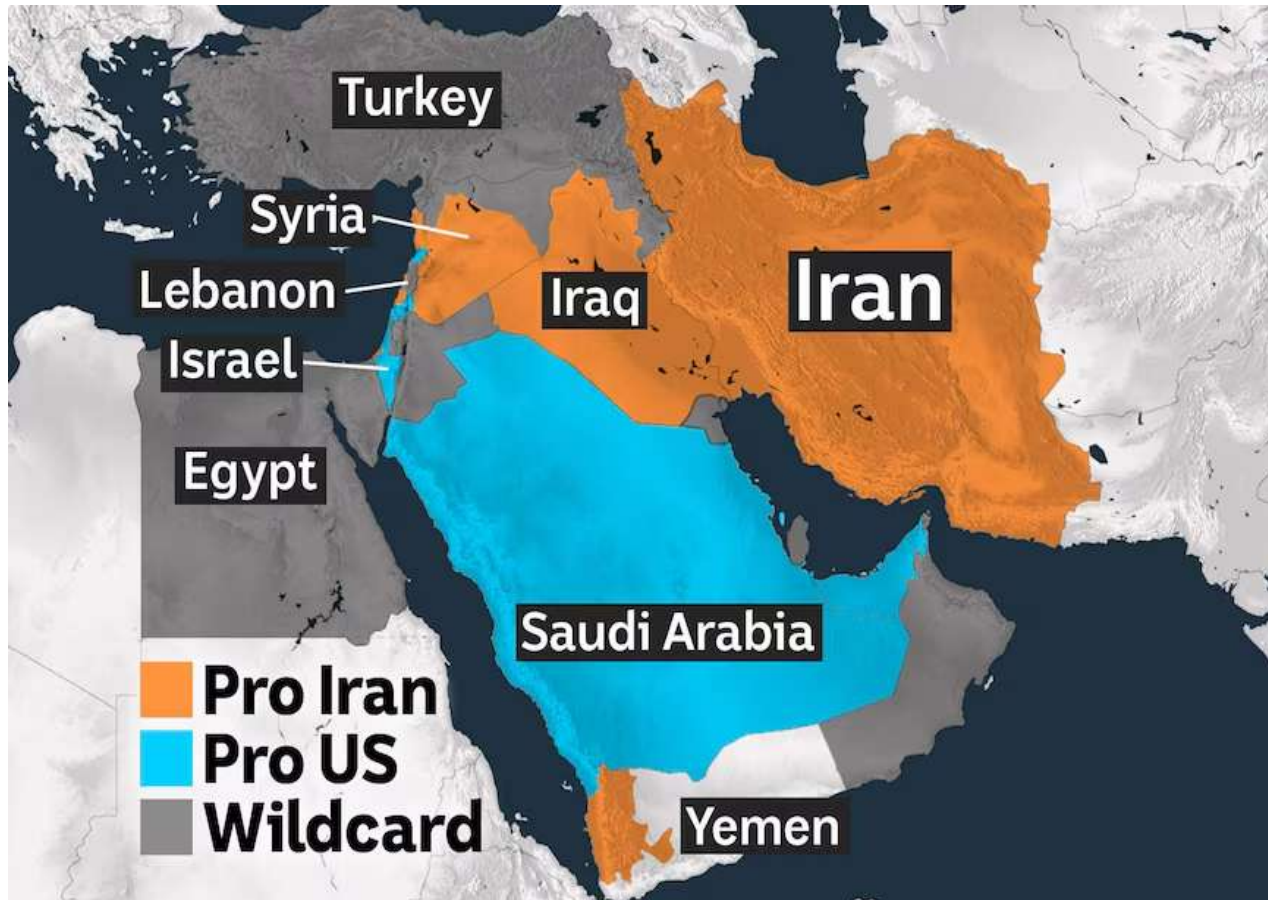 Turkey
Syria
Lebanon
Iraq
Iran
Israel
Egypt
Saudi Arabia
Pro Iran
Pro US
Wildcard
Yemen